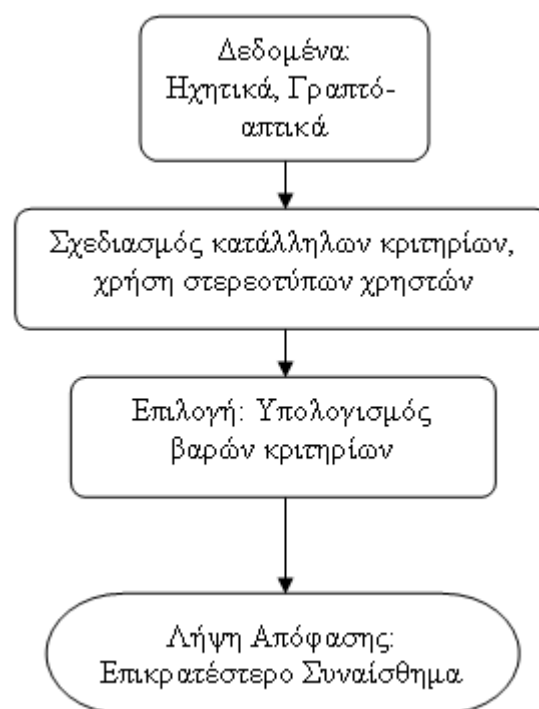 Δεδομένα:
Ηχητικά, Γραπτό-
απτικά
Σχεδιασμός κατάλληλων κριτηρίων,
χρήση στερεοτύπων χρηστών
Επιλογή: Υπολογισμός
βαρών κριτηρίων
Λήψη Απόφασης:
Επικρατέστερο Συναίσθημα